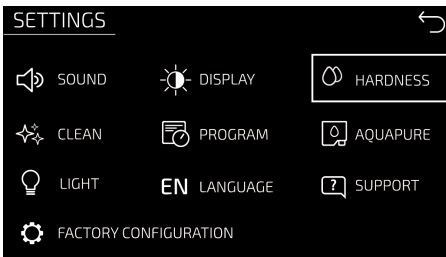 SETTINGS
SOUND
DISPLAY
HARDNESS
CLEAN
PROGRAM
AQUAPURE
LIGHT
EN LANGUAGE
? SUPPORT
FACTORY CONFIGURATION